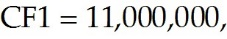 CF1 = 11,000,000,